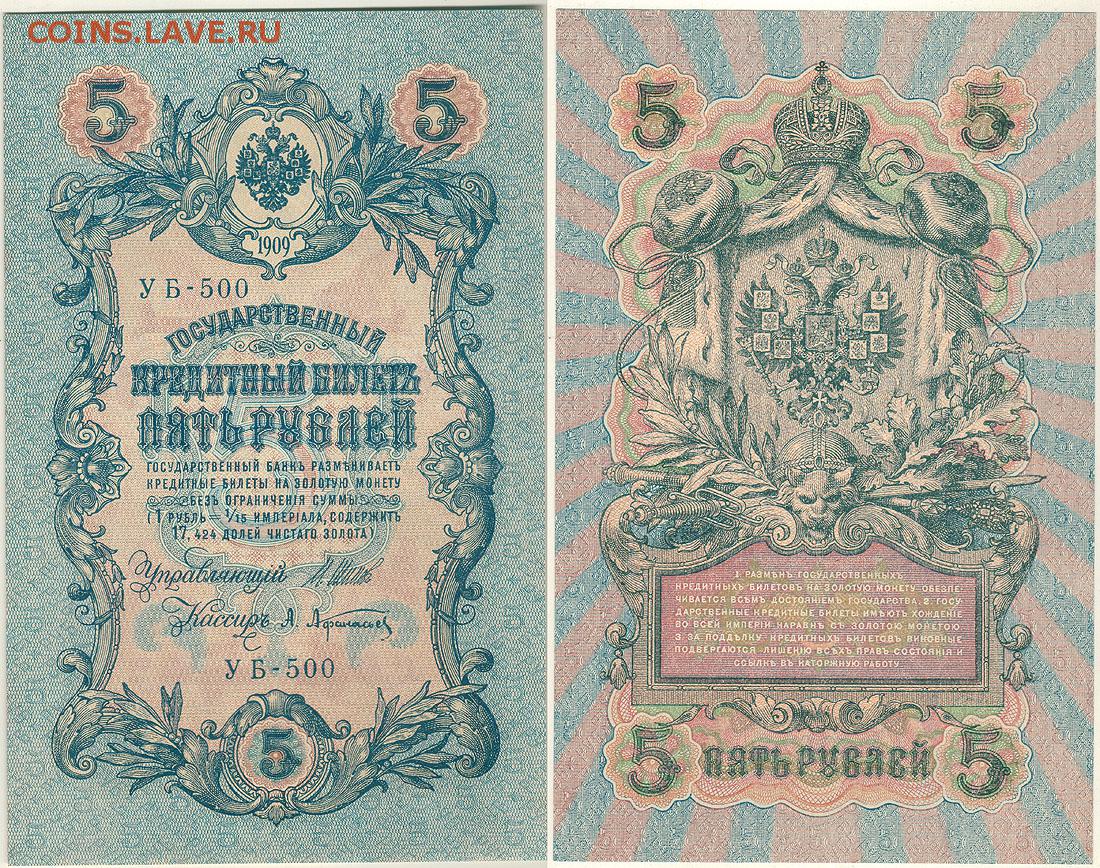 COINS.LAVE.RU
5 5
1909
УБ-500
ГОСУДАРСТВЕННЫЙ
КРЕДИТНЫЙ БИЛЕТЪ
ПЯТЬ РУБЛЕЙ
ГОСУДАРСТВЕННЫЙ БАНКЪ РАЗМѢНИВАЕТЪ
КРЕДИТНЫЕ БИЛЕТЫ НА ЗОЛОТУЮ МОНЕТУ
БЕЗЪ ОГРАНИЧЕНІЯ СУММЫ
(1 РУБЛЬ = 1/15 ИМПЕРІАЛА, СОДЕРЖИТЪ
17,424 ДОЛЕЙ ЧИСТАГО ЗОЛОТА)
Управляющій
Кассиръ А. Афанасьев
УБ-500
5
5 5
1. РАЗМѢНЪ ГОСУДАРСТВЕННЫХЪ
КРЕДИТНЫХЪ БИЛЕТОВЪ НА ЗОЛОТУЮ МОНЕТУ ОБЕЗПЕ-
ЧИВАЕТСЯ ВСѢМЪ ДОСТОЯНІЕМЪ ГОСУДАРСТВА. 2. ГОСУ-
ДАРСТВЕННЫЕ КРЕДИТНЫЕ БИЛЕТЫ ИМѢЮТЪ ХОЖДЕНІЕ
ВО ВСЕЙ ИМПЕРІИ НАРАВНѢ СЪ ЗОЛОТОЮ МОНЕТОЮ.
3. ЗА ПОДДѢЛКУ КРЕДИТНЫХЪ БИЛЕТОВЪ ВИНОВНЫЕ
ПОДВЕРГАЮТСЯ ЛИШЕНІЮ ВСѢХЪ ПРАВЪ СОСТОЯНІЯ И
ССЫЛКѢ ВЪ КАТОРЖНУЮ РАБОТУ
5 ПЯТЬ РУБЛЕЙ 5